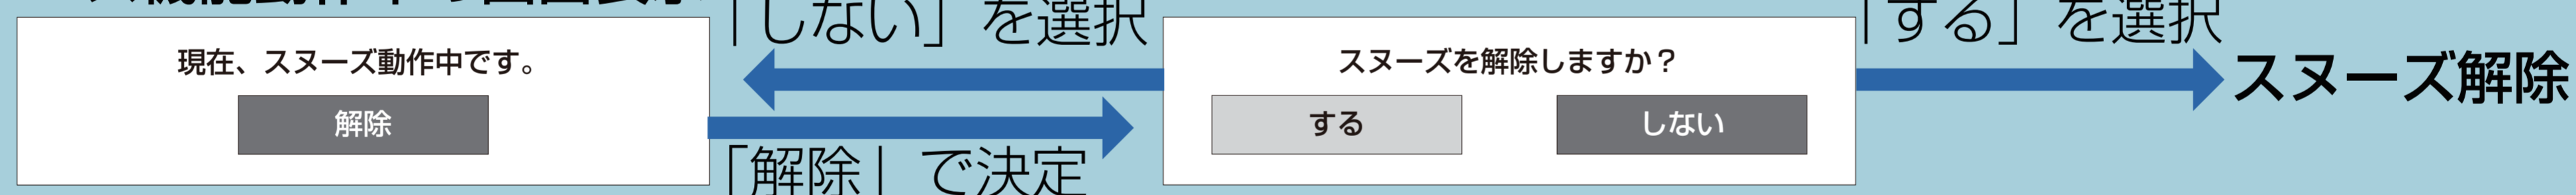 現在、スヌーズ動作中です。
解除
「しない」を選択
「解除」で決定
スヌーズを解除しますか？
する
しない
「する」を選択
スヌーズ解除